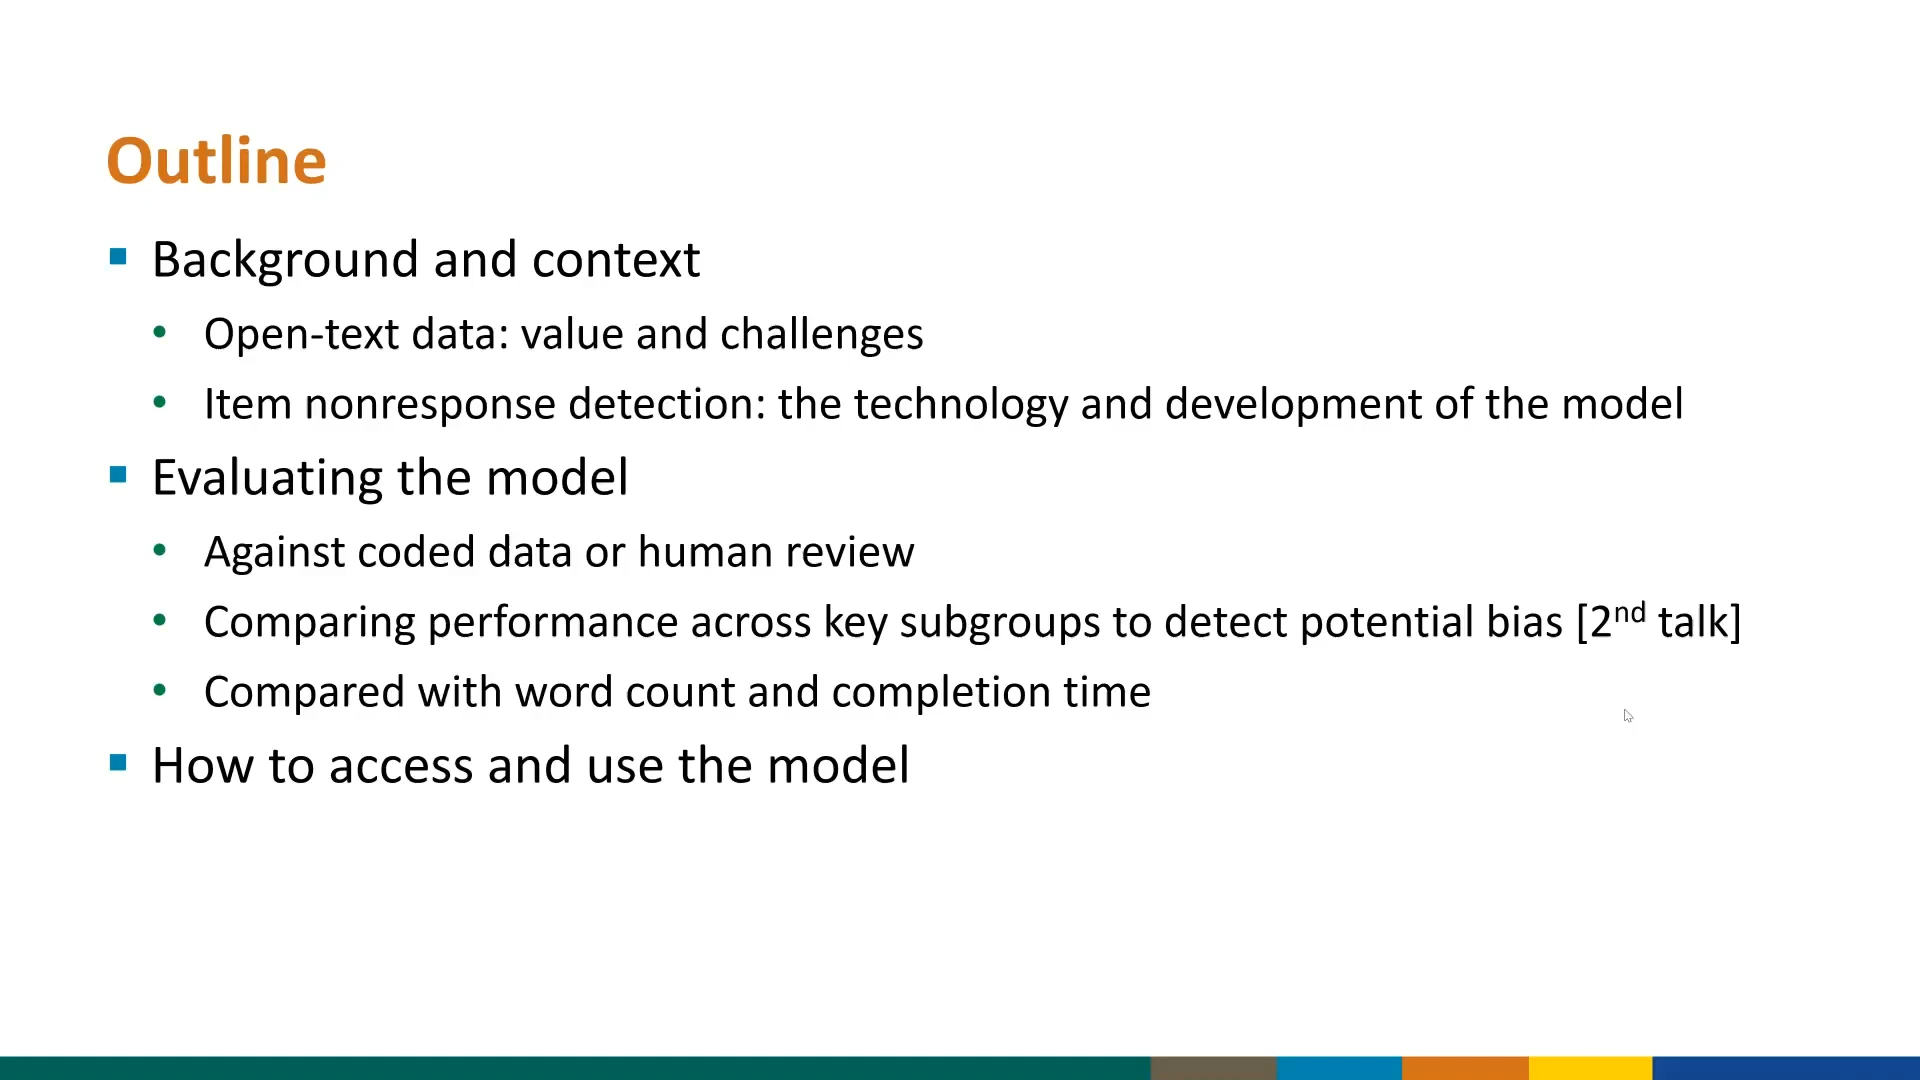 Outline
Background and context
Open-text data: value and challenges
Item nonresponse detection: the technology and development of the model
Evaluating the model
Against coded data or human review
Comparing performance across key subgroups to detect potential bias [2nd talk]
Compared with word count and completion time
How to access and use the model